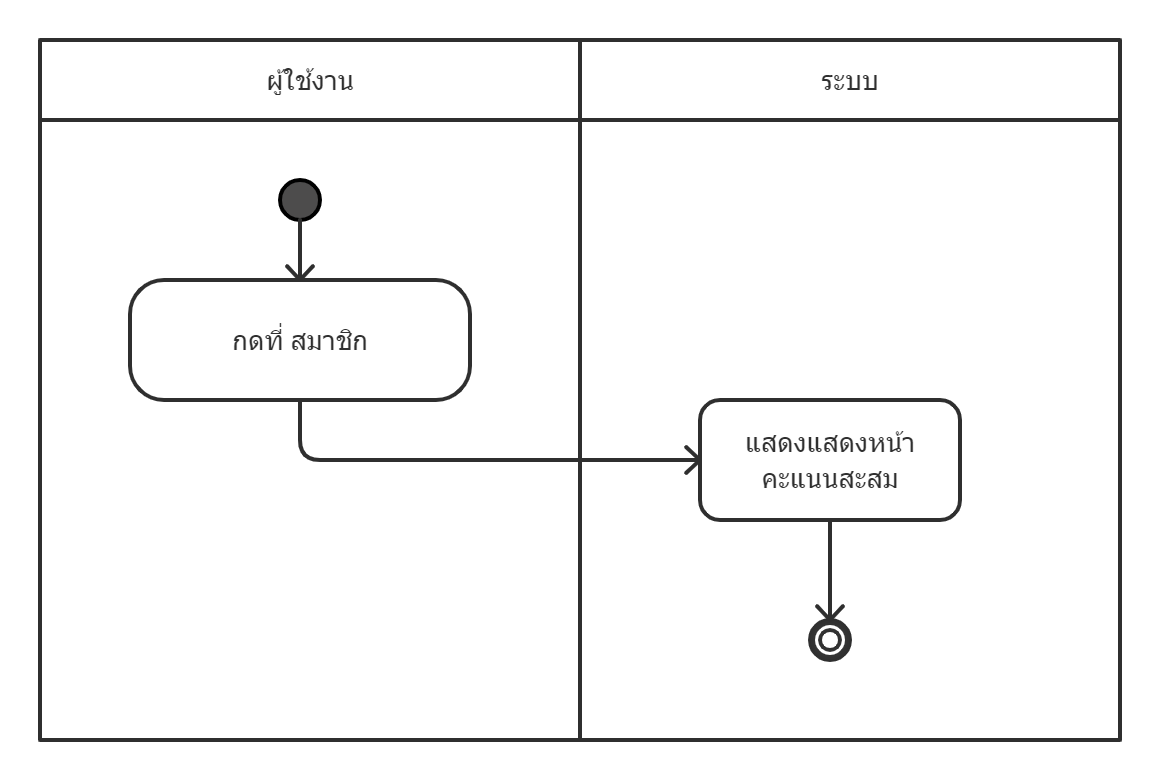 ผู้ใช้งาน
ระบบ
กดที่ สมาชิก
แสดงแสดงหน้า
คะแนนสะสม